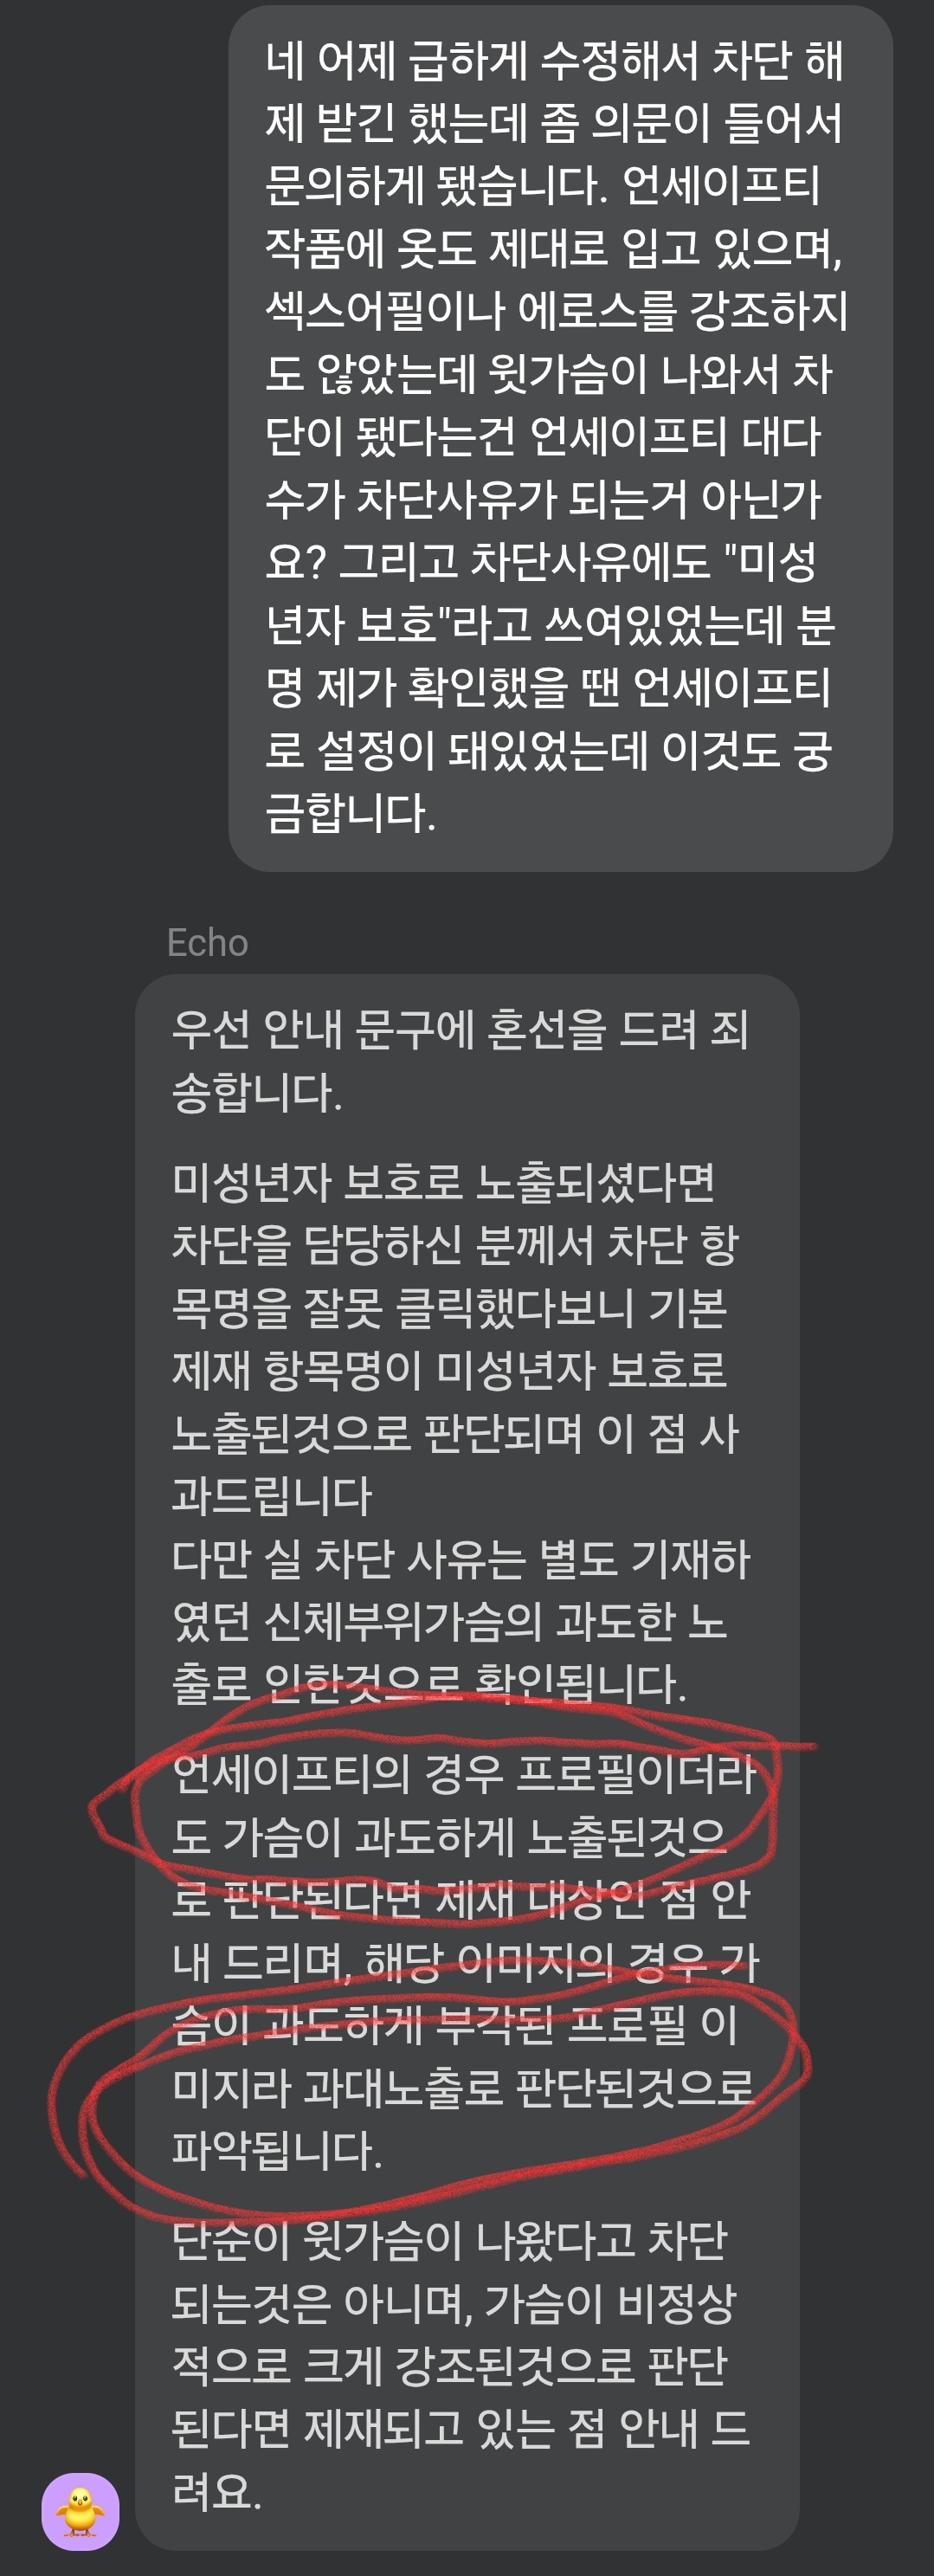 네 어제 급하게 수정해서 차단 해
제 받긴 했는데 좀 의문이 들어서
문의하게 됐습니다. 언세이프티
작품에 옷도 제대로 입고 있으며,
섹스어필이나 에로스를 강조하지
도 않았는데 윗가슴이 나와서 차
단이 됐다는건 언세이프티 대다
수가 차단사유가 되는거 아닌가
요? 그리고 차단사유에도 "미성
년자 보호"라고 쓰여있었는데 분
명 제가 확인했을 땐 언세이프티
로 설정이 돼있었는데 이것도 궁
금합니다.
Echo
우선 안내 문구에 혼선을 드려 죄
송합니다.
미성년자 보호로 노출되셨다면
차단을 담당하신 분께서 차단 항
목명을 잘못 클릭했다보니 기본
제재 항목명이 미성년자 보호로
노출된것으로 판단되며 이 점 사
과드립니다
다만 실 차단 사유는 별도 기재하
였던 신체부위가슴의 과도한 노
출로 인한것으로 확인됩니다.
언세이프티의 경우 프로필이더라
도 가슴이 과도하게 노출된것으
로 판단된다면 제재 대상인 점 안
내 드리며, 해당 이미지의 경우 가
슴이 과도하게 부각된 프로필 이
미지라 과대노출로 판단된것으로
파악됩니다.
단순이 윗가슴이 나왔다고 차단
되는것은 아니며, 가슴이 비정상
적으로 크게 강조된것으로 판단
된다면 제재되고 있는 점 안내 드
려요.